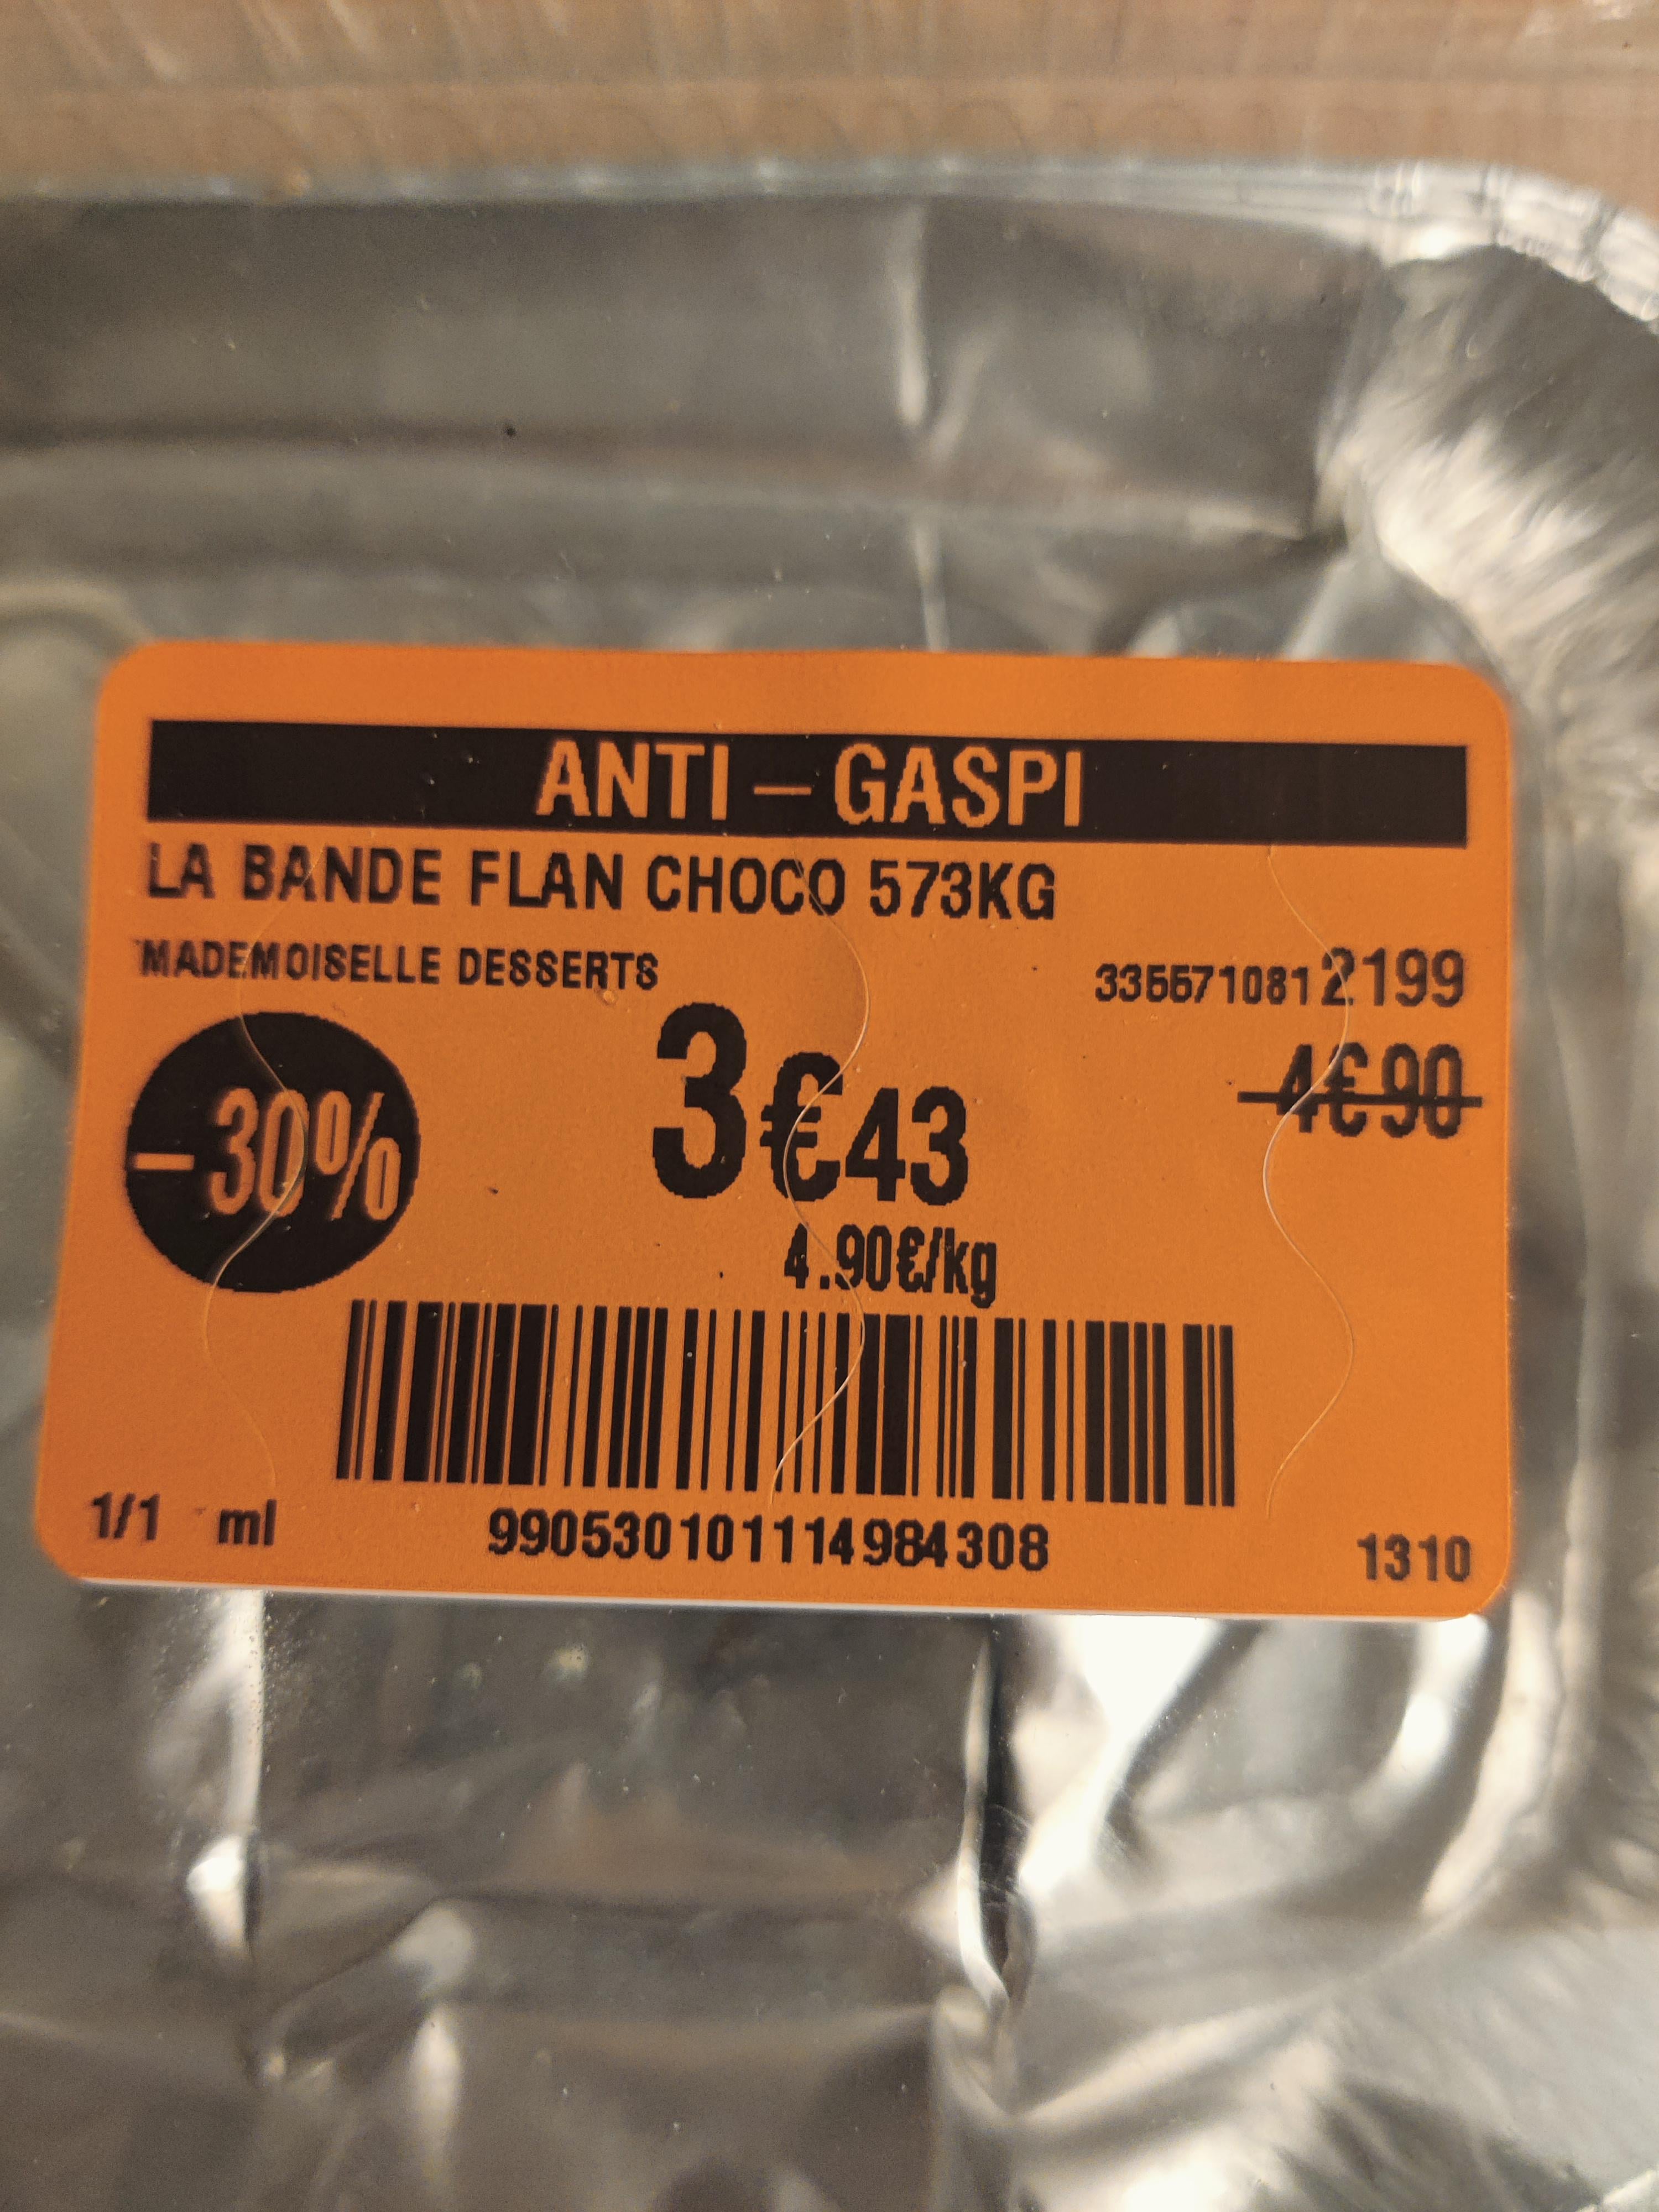 ANTI – GASPI
LA BANDE FLAN CHOCO 573KG
MADEMOISELLE DESSERTS
3355710812199
-30%
3€43
4€90
4.90€/kg
1/1 ml
990530101114984308
1310